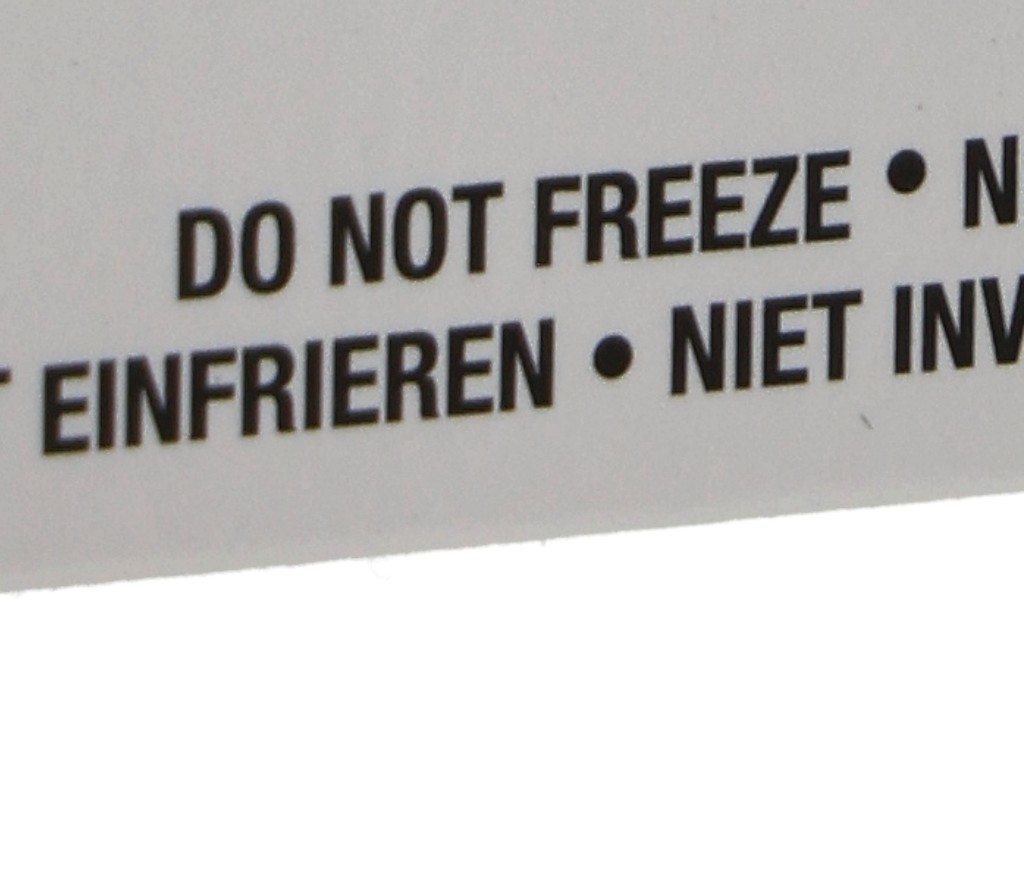 DO NOT FREEZE •
EINFRIEREN • NIET